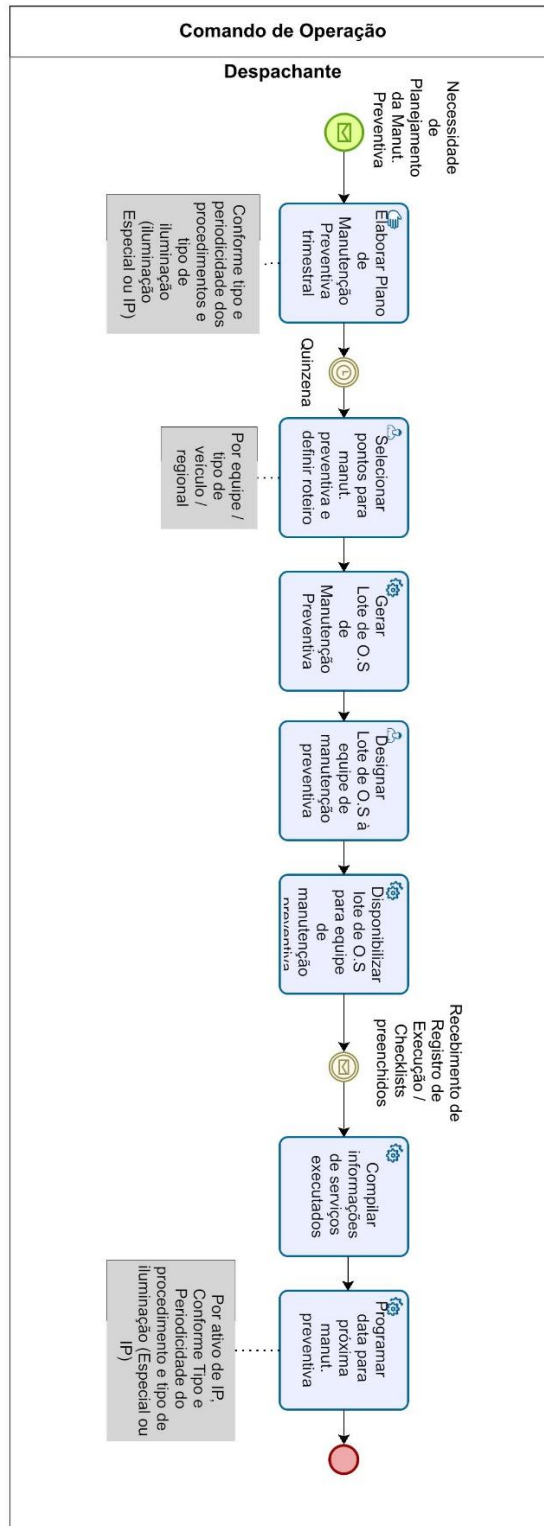 Comando de Operação
Despachante
Necessidade
de
Planejamento
da Manut.
Preventiva
Elaborar Plano
de
Manutenção
Preventiva
trimestral
Conforme tipo e
periodicidade dos
procedimentos e
tipo de
iluminação
(iluminação
Especial ou IP)
Quinzena
Selecionar
pontos para
manut.
preventiva e
definir roteiro
Por equipe /
tipo de
veículo /
regional
Gerar
Lote de O.S
de
Manutenção
Preventiva
Designar
Lote de O.S à
equipe de
manutenção
preventiva
Disponibilizar
lote de O.S
para equipe
de
manutenção
preventiva
Recebimento de
Registro de
Execução /
Checklists
preenchidos
Compilar
informações
de serviços
executados
Programar
data para
próxima
manut.
preventiva
Por ativo de IP,
Conforme Tipo e
Periodicidade do
procedimento e tipo de
iluminação (Especial ou
IP)